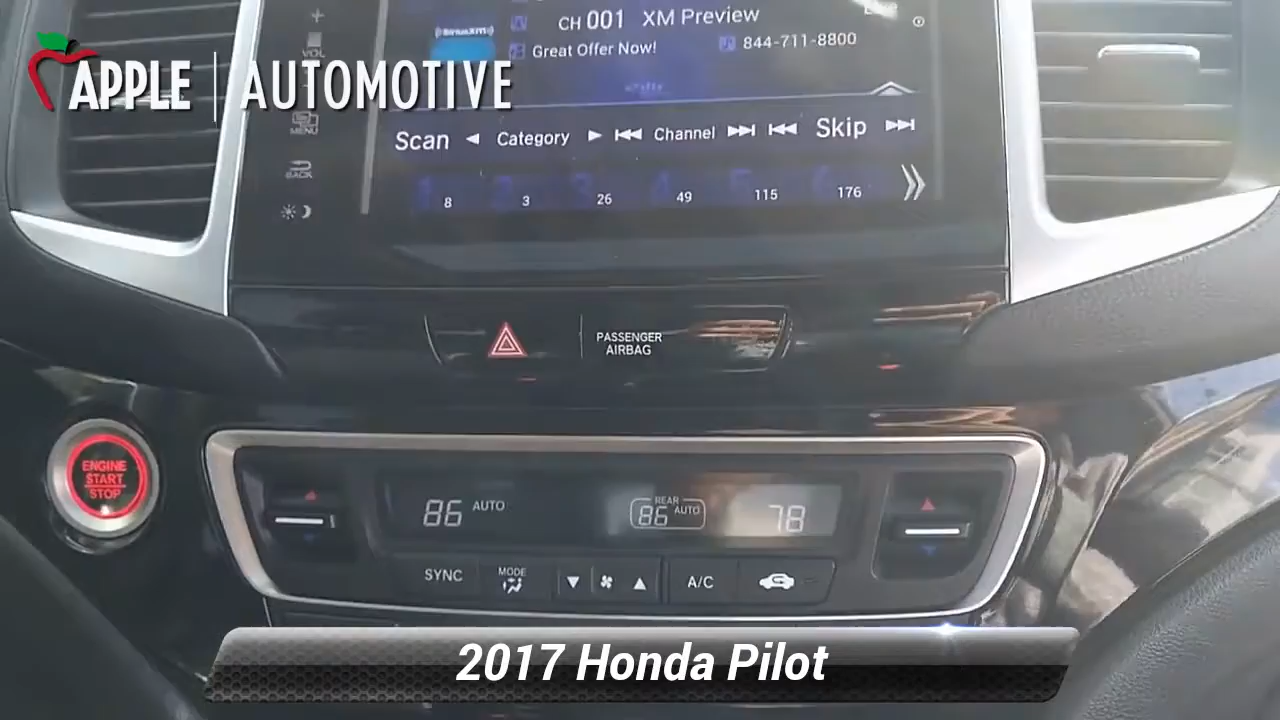 CH 001 XM Preview
((SiriusXM))
Great Offer Now! 844-711-8800
+
VOL
APPLE | AUTOMOTIVE
MENU
Scan Category Channel Skip
BACK
8 3 26 49 115 176
PASSENGER
AIRBAG
ENGINE
START
STOP
86 AUTO
REAR
86 AUTO
78
SYNC MODE A/C
2017 Honda Pilot